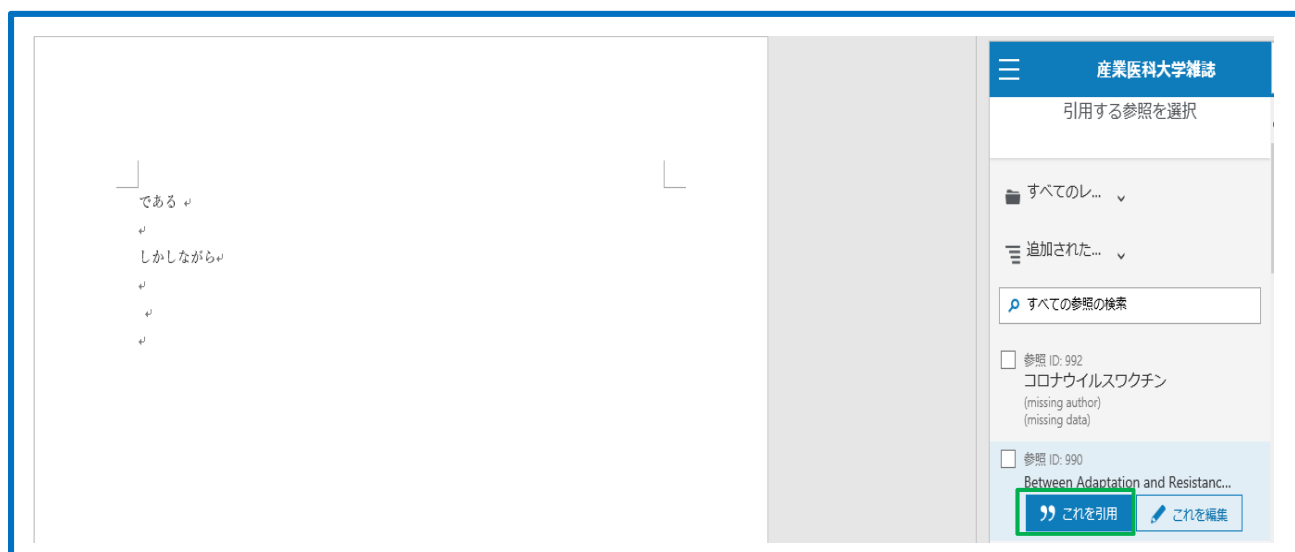 である
しかしながら
産業医科大学雑誌
引用する参照を選択
すべてのレ...
追加された...
すべての参照の検索
参照 ID: 992
コロナウイルスワクチン
(missing author)
(missing data)
参照 ID: 990
Between Adaptation and Resistanc...
これを引用
これを編集